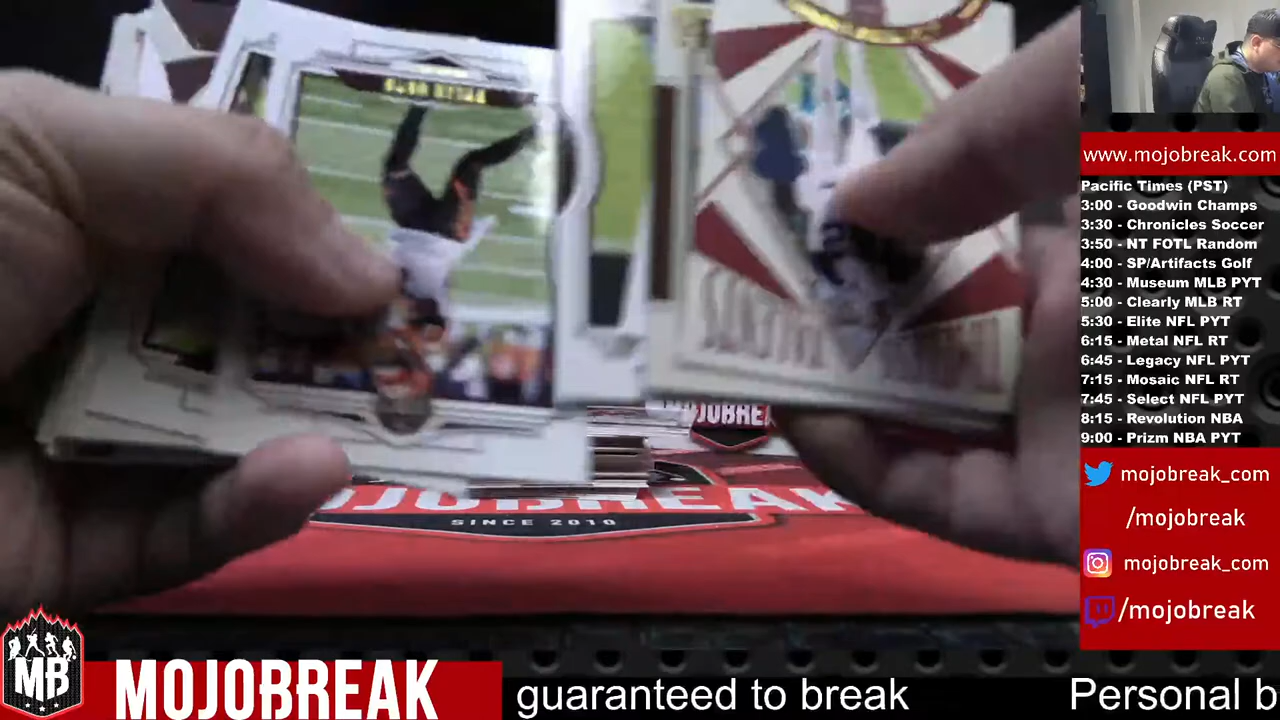 www.mojobreak.com
Pacific Times (PST)
3:00 - Goodwin Champs
3:30 - Chronicles Soccer
3:50 - NT FOTL Random
4:00 - SP/Artifacts Golf
4:30 - Museum MLB PYT
5:00 - Clearly MLB RT
5:30 - Elite NFL PYT
6:15 - Metal NFL RT
6:45 - Legacy NFL PYT
7:15 - Mosaic NFL RT
7:45 - Select NFL PYT
8:15 - Revolution NBA
9:00 - Prizm NBA PYT
mojobreak_com
/mojobreak
mojobreak_com
/mojobreak
MOJOBREAK
MOJOBREAK
SINCE 2010
MB
MOJOBREAK
guaranteed to break
Personal b